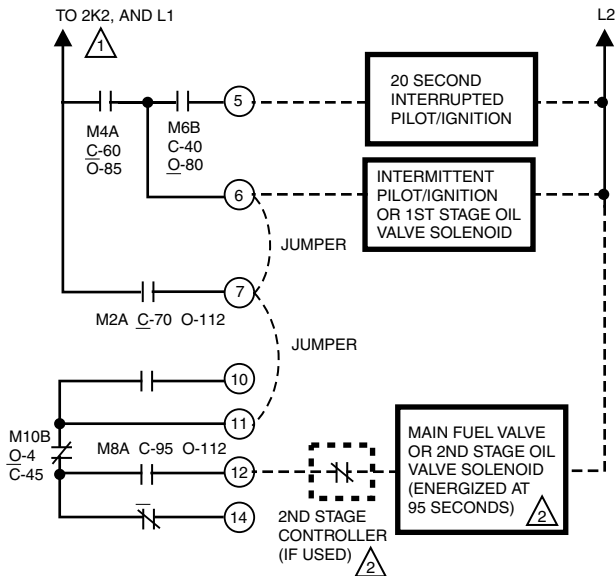 TO 2K2, AND L1
L2
1
5
20 SECOND
INTERRUPTED
PILOT/IGNITION
M4A
C-60
O-85
M6B
C-40
O-80
6
INTERMITTENT
PILOT/IGNITION
OR 1ST STAGE OIL
VALVE SOLENOID
JUMPER
7
M2A C-70 O-112
JUMPER
10
11
M10B
O-4
C-45
M8A C-95 O-112
12
MAIN FUEL VALVE
OR 2ND STAGE OIL
VALVE SOLENOID
(ENERGIZED AT
95 SECONDS)
2
14
2ND STAGE
CONTROLLER
(IF USED)
2